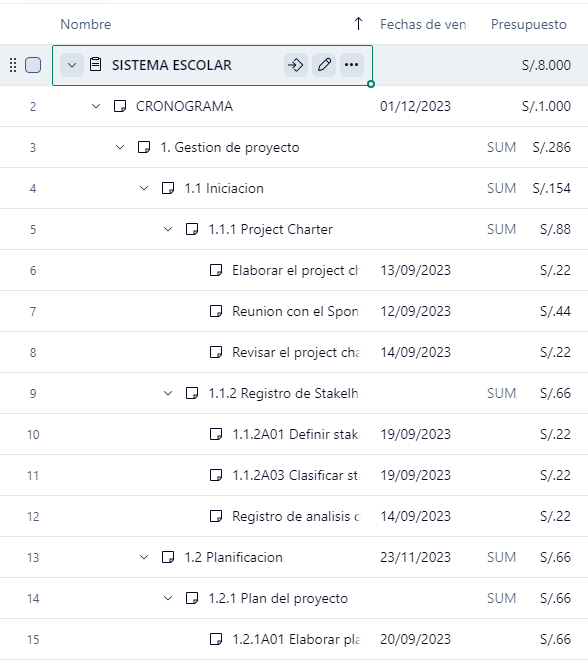 Nombre Fechas de ven Presupuesto
SISTEMA ESCOLAR S/.8.000
2 CRONOGRAMA 01/12/2023 S/.1.000
3 1. Gestion de proyecto SUM S/.286
4 1.1 Iniciacion SUM S/.154
5 1.1.1 Project Charter SUM S/.88
6 Elaborar el project ch 13/09/2023 S/.22
7 Reunion con el Spon 12/09/2023 S/.44
8 Revisar el project cha 14/09/2023 S/.22
9 1.1.2 Registro de Stakelh SUM S/.66
10 1.1.2A01 Definir stak 19/09/2023 S/.22
11 1.1.2A03 Clasificar st 19/09/2023 S/.22
12 Registro de analisis c 14/09/2023 S/.22
13 1.2 Planificacion 23/11/2023 SUM S/.66
14 1.2.1 Plan del proyecto SUM S/.66
15 1.2.1A01 Elaborar pla 20/09/2023 S/.66